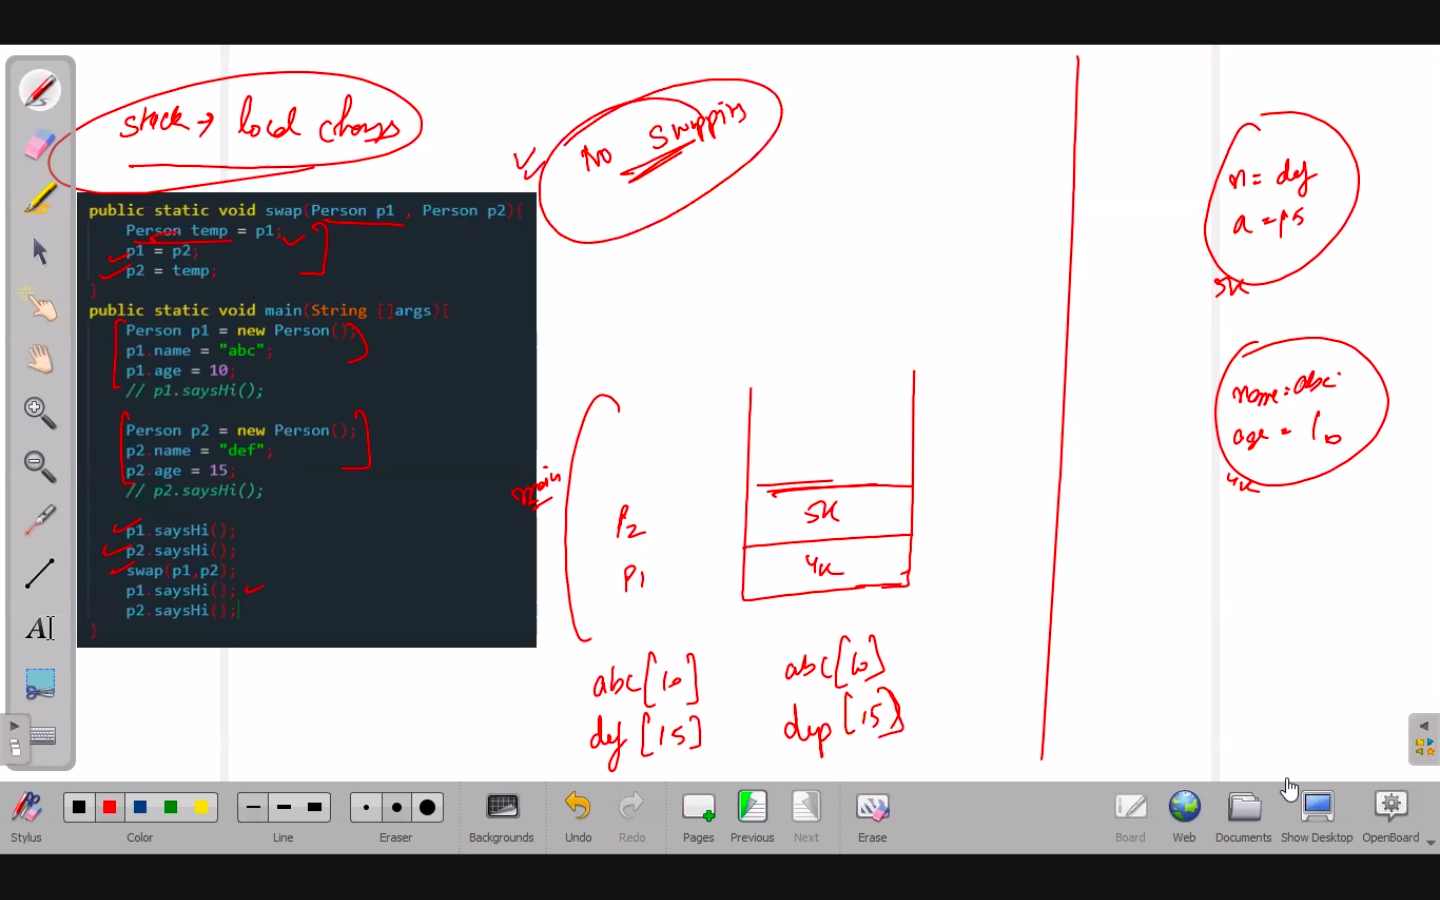 stack → local changes
No Swapping
public static void swap(Person p1 , Person p2){
Person temp = p1;
p1 = p2;
p2 = temp;
}
public static void main(String []args){
Person p1 = new Person();
p1.name = "abc";
p1.age = 10;
// p1.saysHi();
Person p2 = new Person();
p2.name = "def";
p2.age = 15;
// p2.saysHi();
p1.saysHi();
p2.saysHi();
swap(p1,p2);
p1.saysHi();
p2.saysHi();
}
main
P2
P1
5K
4K
abc[10]
def[15]
abc[10]
def[15]
n = def
a = 15
5K
name = abc
age = 10
4K
Stylus
Color
Line
Eraser
Backgrounds
Undo
Redo
Pages
Previous
Next
Erase
Board
Web
Documents
Show Desktop
OpenBoard